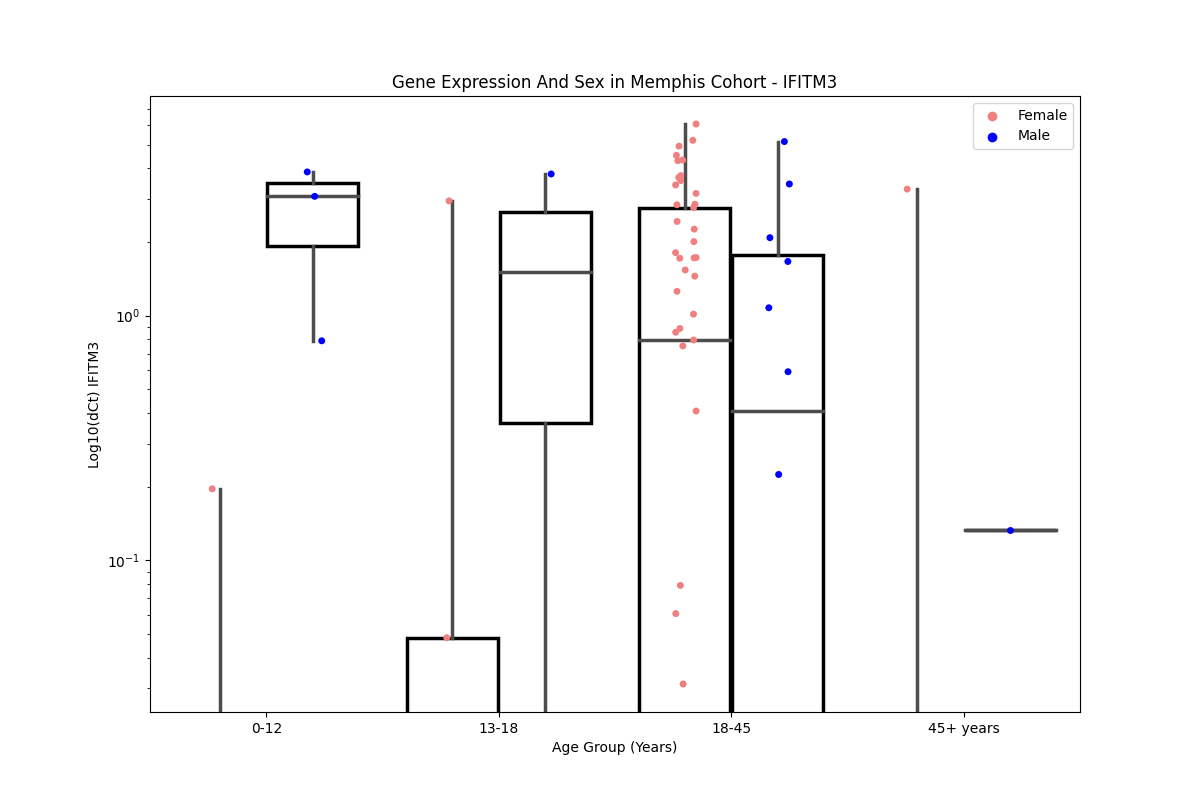 Gene Expression And Sex in Memphis Cohort - IFITM3
Female
Male
10⁰
10⁻¹
Log10(dCt) IFITM3
0-12
13-18
18-45
45+ years
Age Group (Years)